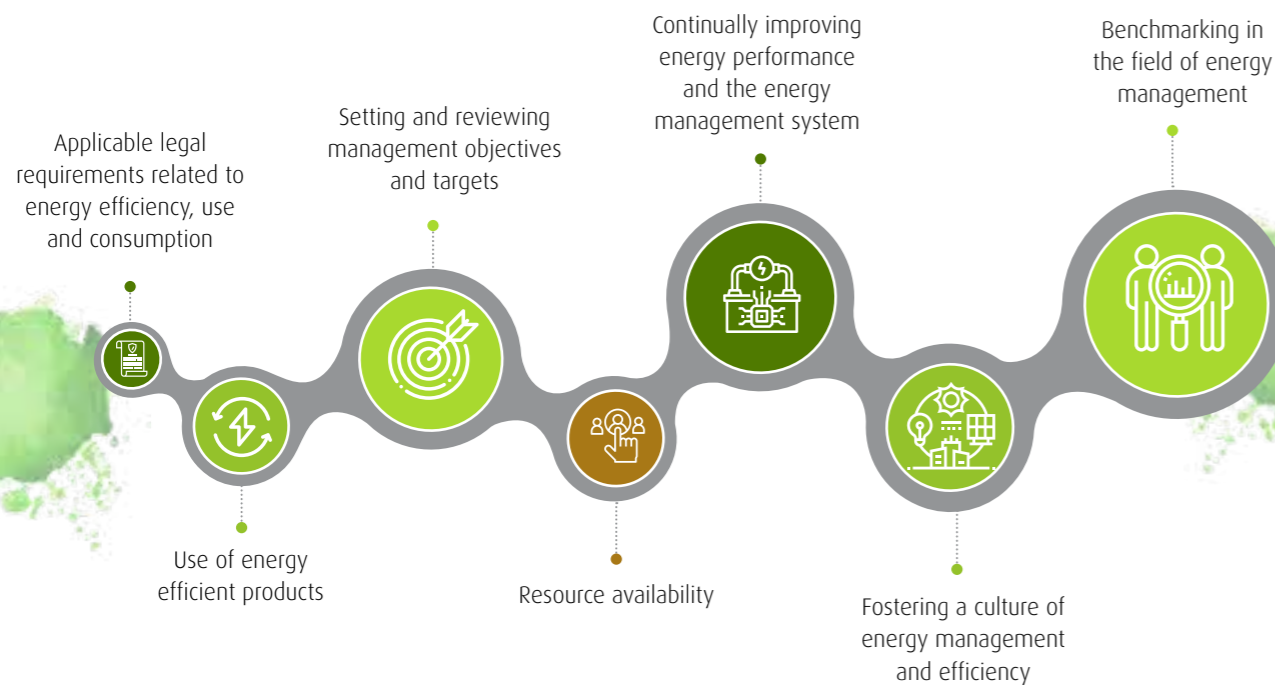 Applicable legal
requirements related to
energy efficiency, use
and consumption
Use of energy
efficient products
Setting and reviewing
management objectives
and targets
Resource availability
Continually improving
energy performance
and the energy
management system
Fostering a culture of
energy management
and efficiency
Benchmarking in
the field of energy
management